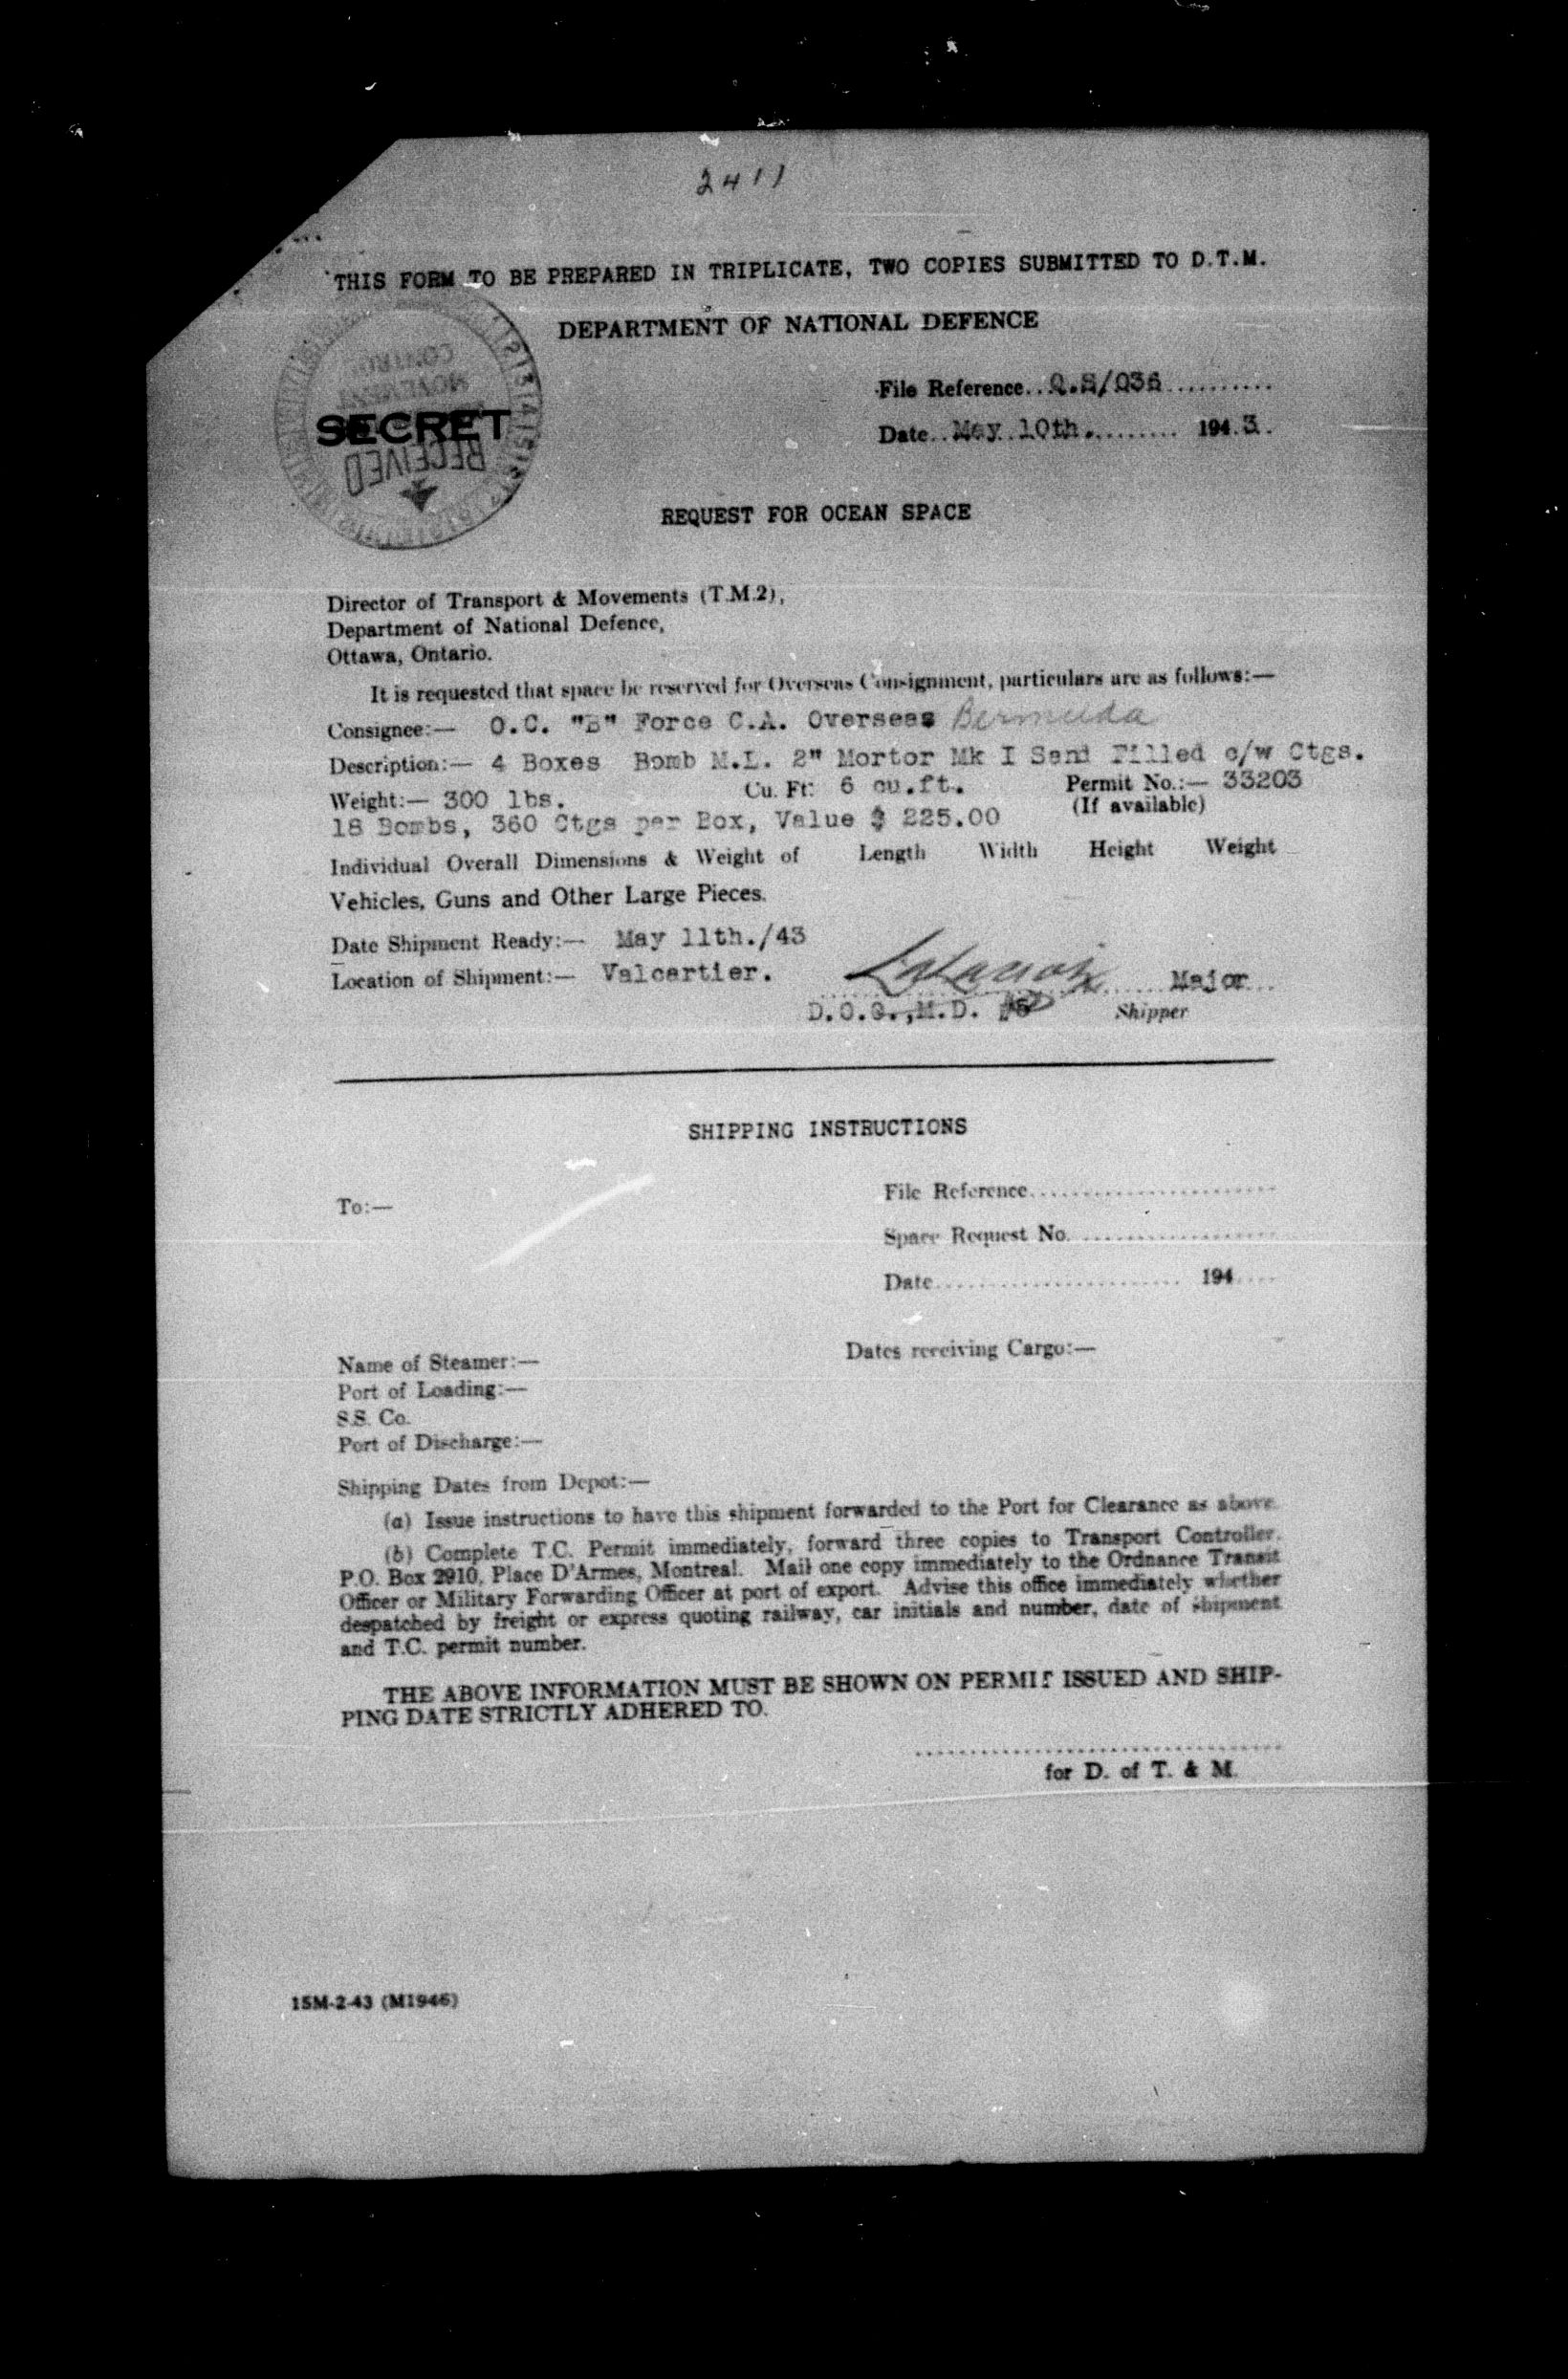 2411
THIS FORM TO BE PREPARED IN TRIPLICATE, TWO COPIES SUBMITTED TO D.T.M.
DEPARTMENT OF NATIONAL DEFENCE
File Reference..Q.S/036..........
Date..May 10th.......... 194.3.
SECRET
MOVEMENT
CONTROL
RECEIVED
REQUEST FOR OCEAN SPACE
Director of Transport & Movements (T.M.2),
Department of National Defence,
Ottawa, Ontario.
It is requested that space be reserved for Overseas Consignment, particulars are as follows:—
Consignee:— O.C. "B" Force C.A. Overseas Bermuda
Description:— 4 Boxes Bomb M.L. 2" Mortor Mk I Sand Filled c/w Ctgs.
Weight:— 300 lbs. Cu. Ft: 6 cu.ft. Permit No.:— 33203
(If available)
18 Bombs, 360 Ctgs per Box, Value $ 225.00
Individual Overall Dimensions & Weight of Length Width Height Weight
Vehicles, Guns and Other Large Pieces.
Date Shipment Ready:— May 11th./43
Location of Shipment:— Valcartier.
Major
D.O.O.,M.D. #5 Shipper
SHIPPING INSTRUCTIONS
To:—
File Reference........................
Space Request No....................
Date........................ 194....
Name of Steamer:— Dates receiving Cargo:—
Port of Loading:—
S.S. Co.
Port of Discharge:—
Shipping Dates from Depot:—
(a) Issue instructions to have this shipment forwarded to the Port for Clearance as above.
(b) Complete T.C. Permit immediately, forward three copies to Transport Controller,
P.O. Box 2910, Place D'Armes, Montreal. Mail one copy immediately to the Ordnance Transit
Officer or Military Forwarding Officer at port of export. Advise this office immediately whether
despatched by freight or express quoting railway, car initials and number, date of shipment
and T.C. permit number.
THE ABOVE INFORMATION MUST BE SHOWN ON PERMIT ISSUED AND SHIP-
PING DATE STRICTLY ADHERED TO.
....................................
for D. of T. & M.
15M-2-43 (M1946)